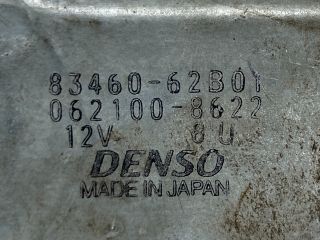 83460-62B01
062100-8622
12V 8U
DENSO
MADE IN JAPAN